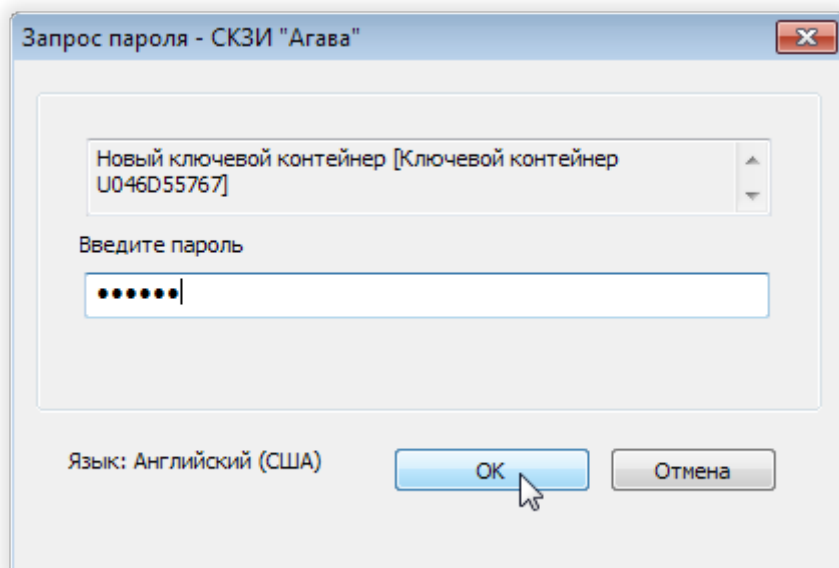 Запрос пароля - СКЗИ "Агава"
Новый ключевой контейнер [Ключевой контейнер
U046D55767]
Введите пароль
●●●●●●
Язык: Английский (США)
OK
Отмена